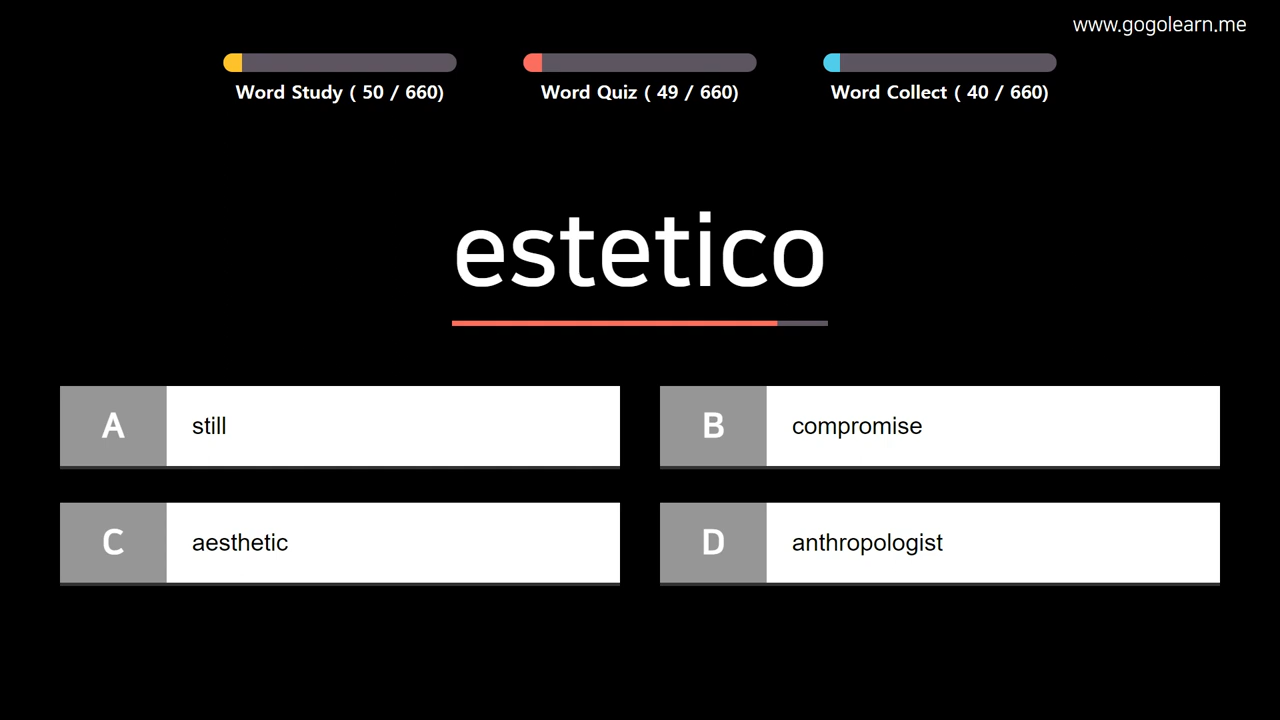 www.gogolearn.me
Word Study ( 50 / 660)
Word Quiz ( 49 / 660)
Word Collect ( 40 / 660)
estetico
A still
B compromise
C aesthetic
D anthropologist